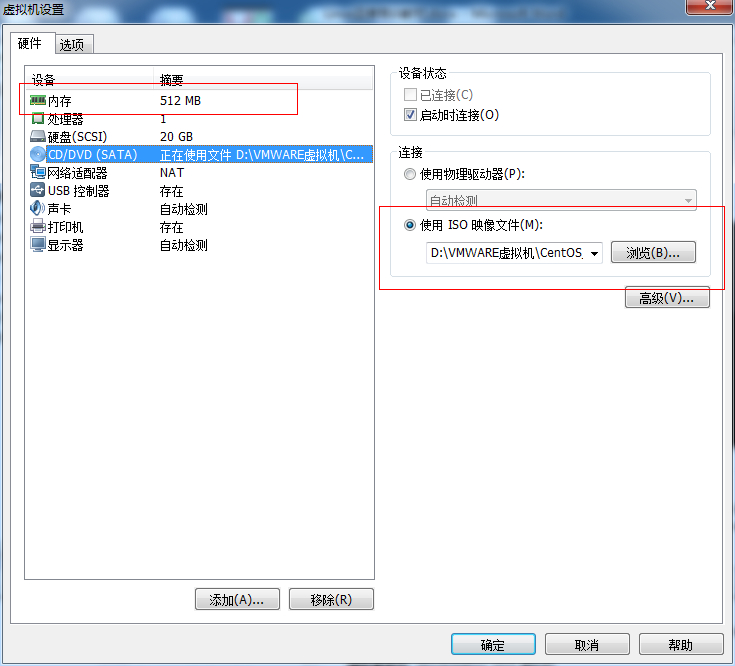 虚拟机设置
硬件 选项
设备 摘要
内存 512 MB
处理器 1
硬盘(SCSI) 20 GB
CD/DVD (SATA) 正在使用文件 D:\VMWARE虚拟机\C...
网络适配器 NAT
USB 控制器 存在
声卡 自动检测
打印机 存在
显示器 自动检测
添加(A)... 移除(R)
设备状态
已连接(C)
启动时连接(O)
连接
使用物理驱动器(P):
自动检测
使用 ISO 映像文件(M):
D:\VMWARE虚拟机\CentOS_ 浏览(B)...
高级(V)...
确定 取消 帮助